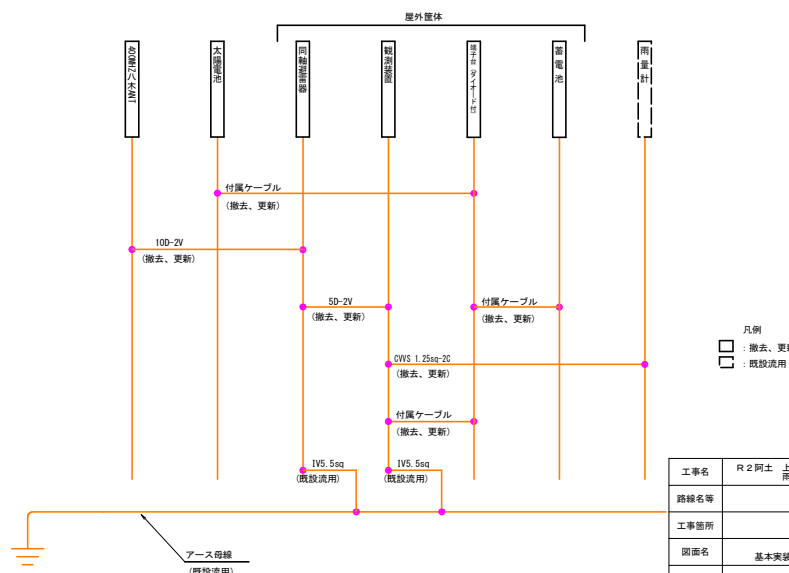 屋外筐体
400MHZ八木ANT
太陽電池
同軸避雷器
観測装置
端子台(ダイオード付)
蓄電池
雨量計
付属ケーブル
(撤去、更新)
10D-2V
(撤去、更新)
5D-2V
(撤去、更新)
付属ケーブル
(撤去、更新)
CVVS 1.25sq-2C
(撤去、更新)
付属ケーブル
(撤去、更新)
IV5.5sq
(既設流用)
IV5.5sq
(既設流用)
アース母線
(既設流用)
凡例
:撤去、更新
:既設流用
工事名
R2阿土 上
雨
路線名等
工事箇所
図面名
基本実装